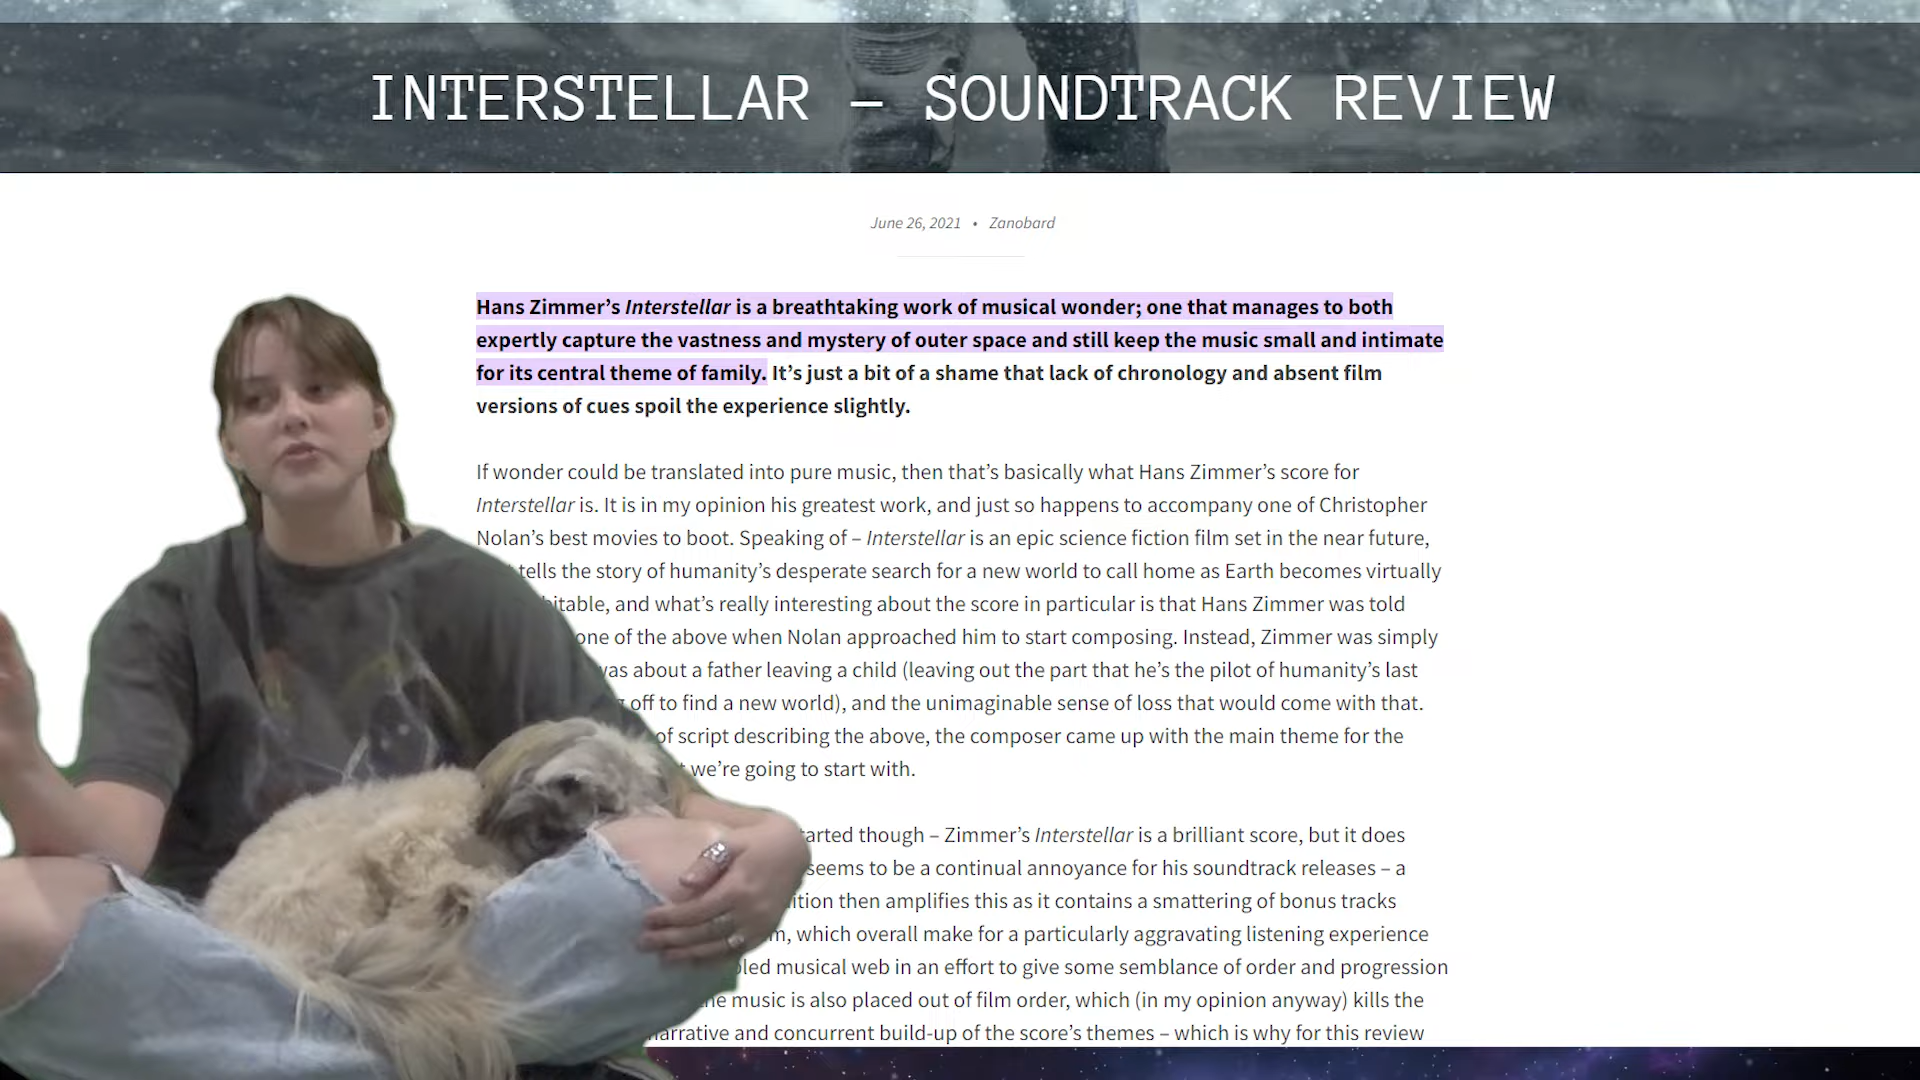 INTERSTELLAR – SOUNDTRACK REVIEW
June 26, 2021 • Zanobard
Hans Zimmer’s Interstellar is a breathtaking work of musical wonder; one that manages to both
expertly capture the vastness and mystery of outer space and still keep the music small and intimate
for its central theme of family. It’s just a bit of a shame that lack of chronology and absent film
versions of cues spoil the experience slightly.
If wonder could be translated into pure music, then that’s basically what Hans Zimmer’s score for
Interstellar is. It is in my opinion his greatest work, and just so happens to accompany one of Christopher
Nolan’s best movies to boot. Speaking of – Interstellar is an epic science fiction film set in the near future,
tells the story of humanity’s desperate search for a new world to call home as Earth becomes virtually
and what’s really interesting about the score in particular is that Hans Zimmer was told
one of the above when Nolan approached him to start composing. Instead, Zimmer was simply
was about a father leaving a child (leaving out the part that he’s the pilot of humanity’s last
off to find a new world), and the unimaginable sense of loss that would come with that.
of script describing the above, the composer came up with the main theme for the
we’re going to start with.
though – Zimmer’s Interstellar is a brilliant score, but it does
seems to be a continual annoyance for his soundtrack releases – a
then amplifies this as it contains a smattering of bonus tracks
which overall make for a particularly aggravating listening experience
musical web in an effort to give some semblance of order and progression
music is also placed out of film order, which (in my opinion anyway) kills the
narrative and concurrent build-up of the score’s themes – which is why for this review